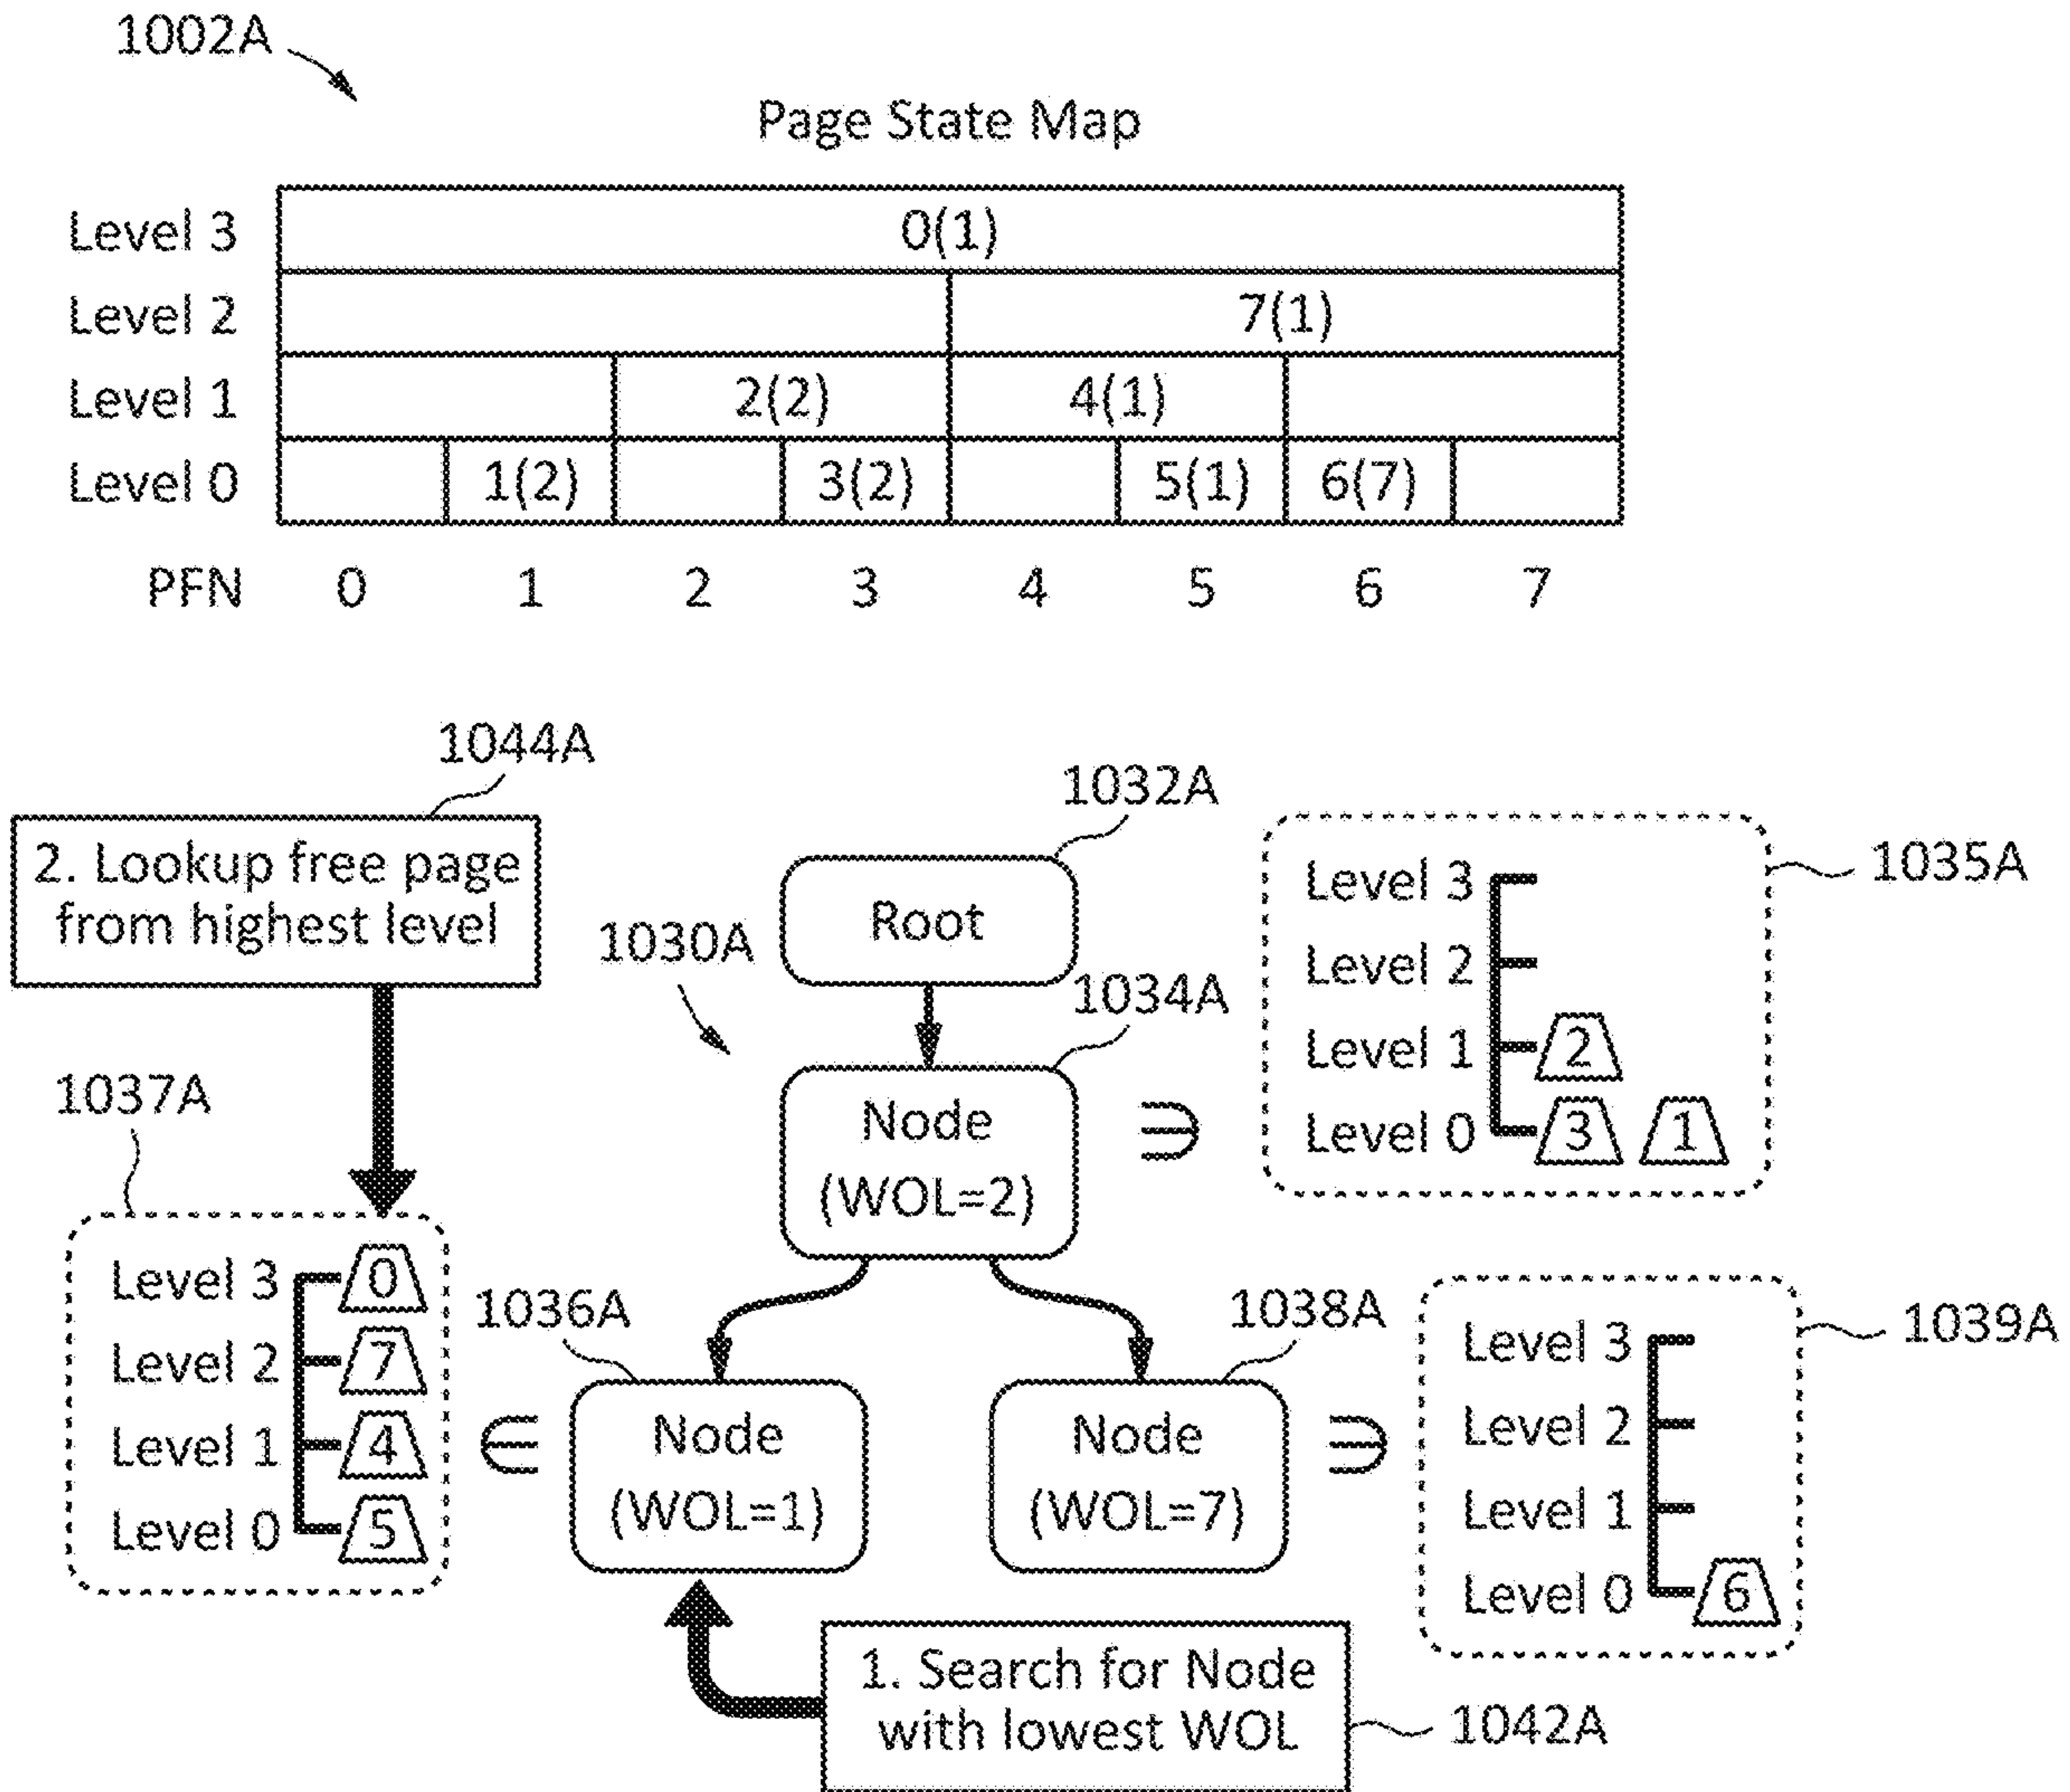 1002A
Page State Map
Level 3 0(1)
Level 2 7(1)
Level 1 2(2) 4(1)
Level 0 1(2) 3(2) 5(1) 6(7)
PFN 0 1 2 3 4 5 6 7
1044A
2. Lookup free page
from highest level
1032A
Root
1030A
1034A
Node
(WOL=2)
∋
1035A
Level 3
Level 2
Level 1 2
Level 0 3 1
1037A
Level 3 0
Level 2 7
Level 1 4
Level 0 5
∈
1036A
Node
(WOL=1)
1038A
Node
(WOL=7)
∋
1039A
Level 3
Level 2
Level 1
Level 0 6
1. Search for Node
with lowest WOL
1042A